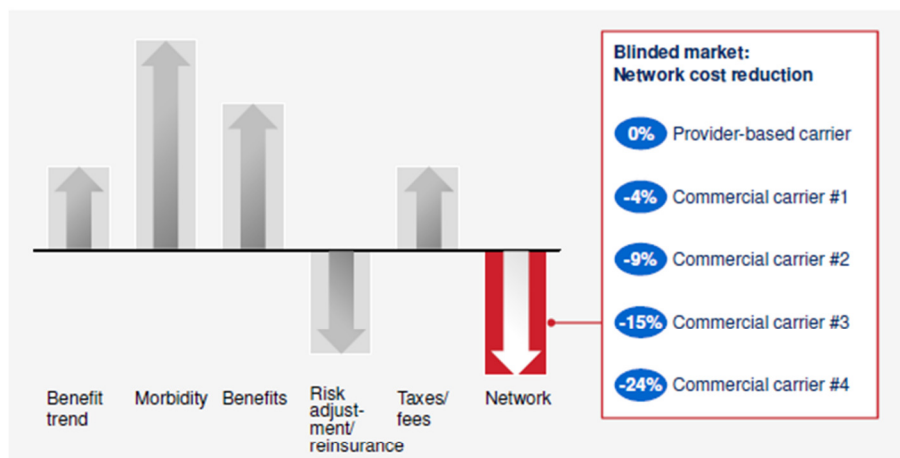 Blinded market:
Network cost reduction
0% Provider-based carrier
-4% Commercial carrier #1
-9% Commercial carrier #2
-15% Commercial carrier #3
-24% Commercial carrier #4
Benefit
trend
Morbidity
Benefits
Risk
adjust-
ment/
reinsurance
Taxes/
fees
Network